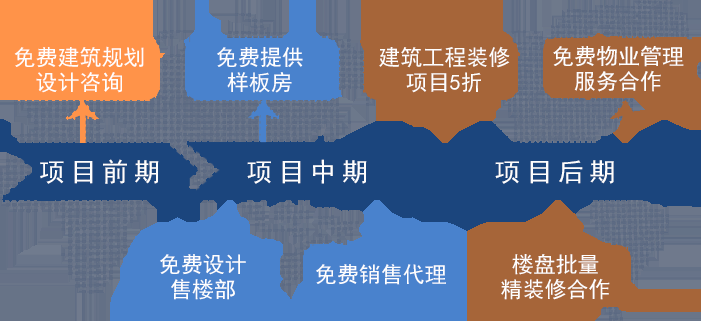 免费建筑规划
设计咨询
免费提供
样板房
建筑工程装修
项目5折
免费物业管理
服务合作
项目前期
项目中期
项目后期
免费设计
售楼部
免费销售代理
楼盘批量
精装修合作